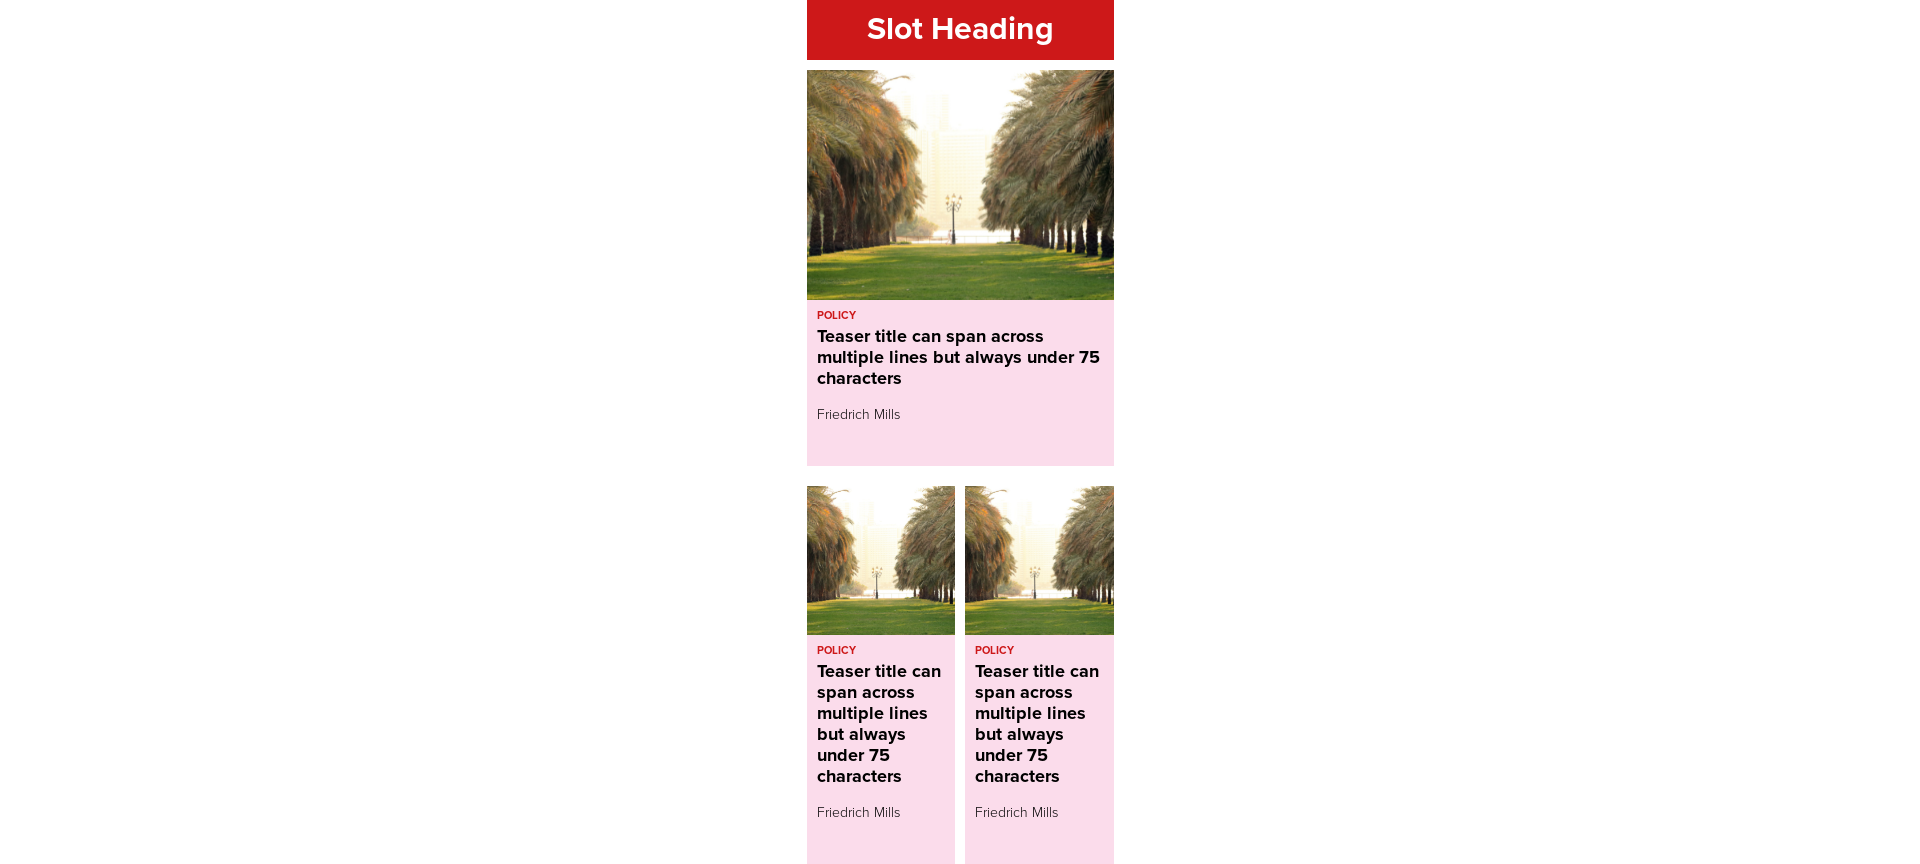 Slot Heading
POLICY
Teaser title can span across
multiple lines but always under 75
characters
Friedrich Mills
POLICY
Teaser title can
span across
multiple lines
but always
under 75
characters
Friedrich Mills
POLICY
Teaser title can
span across
multiple lines
but always
under 75
characters
Friedrich Mills